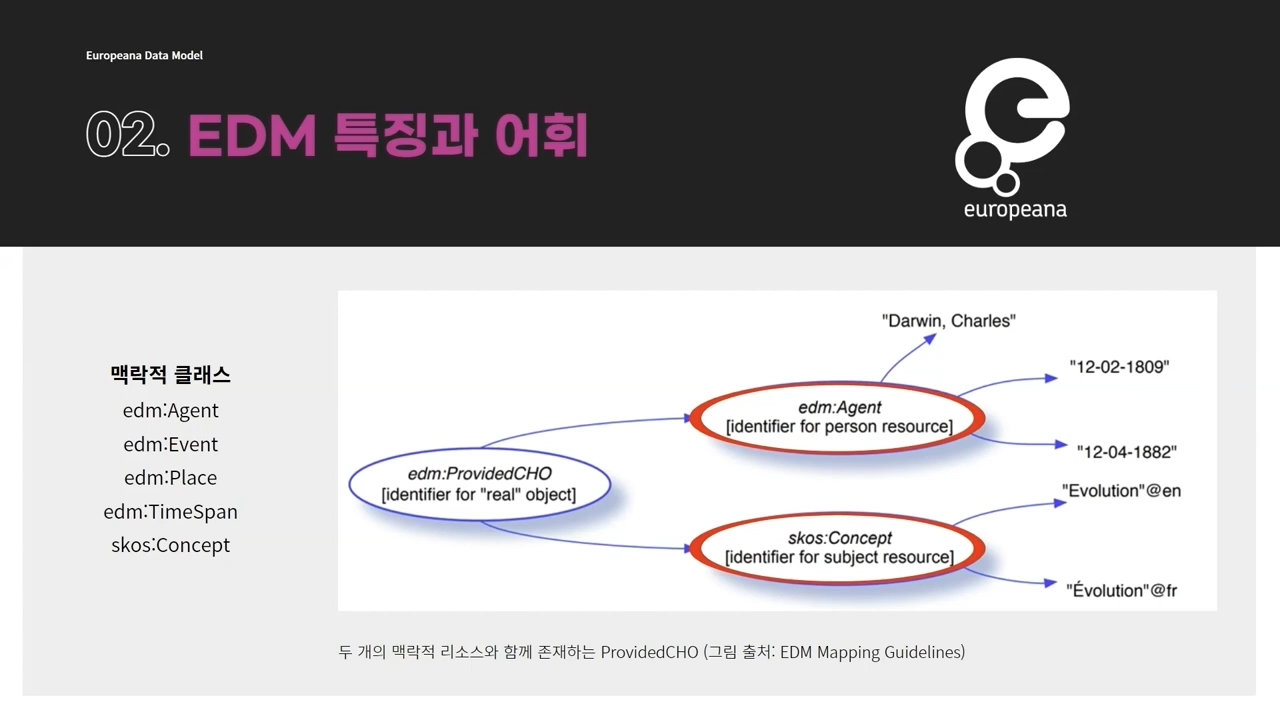 Europeana Data Model
02. EDM 특징과 어휘
europeana
맥락적 클래스
edm:Agent
edm:Event
edm:Place
edm:TimeSpan
skos:Concept
"Darwin, Charles"
"12-02-1809"
edm:Agent
[identifier for person resource]
"12-04-1882"
edm:ProvidedCHO
[identifier for "real" object]
"Evolution"@en
skos:Concept
[identifier for subject resource]
"Évolution"@fr
두 개의 맥락적 리소스와 함께 존재하는 ProvidedCHO (그림 출처: EDM Mapping Guidelines)